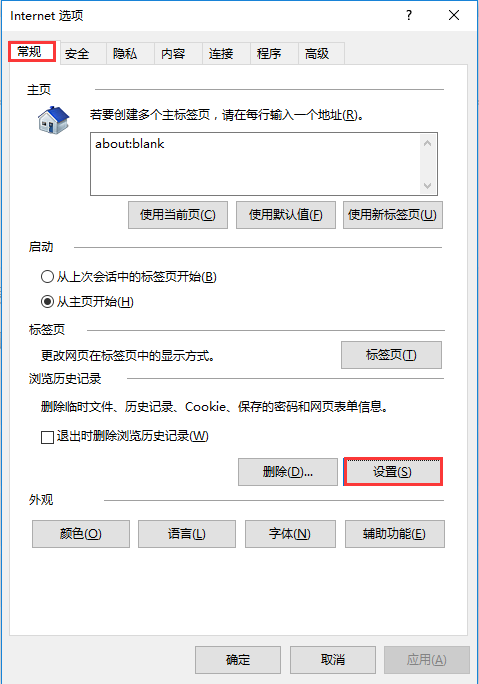 Internet 选项
常规 安全 隐私 内容 连接 程序 高级
主页
若要创建多个主标签页，请在每行输入一个地址(R)。
about:blank
使用当前页(C) 使用默认值(F) 使用新标签页(U)
启动
从上次会话中的标签页开始(B)
从主页开始(H)
标签页
更改网页在标签页中的显示方式。 标签页(T)
浏览历史记录
删除临时文件、历史记录、Cookie、保存的密码和网页表单信息。
退出时删除浏览历史记录(W)
删除(D)... 设置(S)
外观
颜色(O) 语言(L) 字体(N) 辅助功能(E)
确定 取消 应用(A)